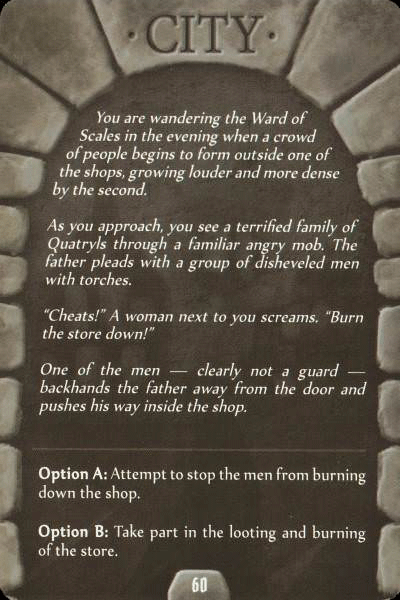 · CITY ·
You are wandering the Ward of
Scales in the evening when a crowd
of people begins to form outside one of
the shops, growing louder and more dense
by the second.
As you approach, you see a terrified family of
Quatryls through a familiar angry mob. The
father pleads with a group of disheveled men
with torches.
“Cheats!” A woman next to you screams. “Burn
the store down!”
One of the men — clearly not a guard —
backhands the father away from the door and
pushes his way inside the shop.
Option A: Attempt to stop the men from burning
down the shop.
Option B: Take part in the looting and burning
of the store.
60